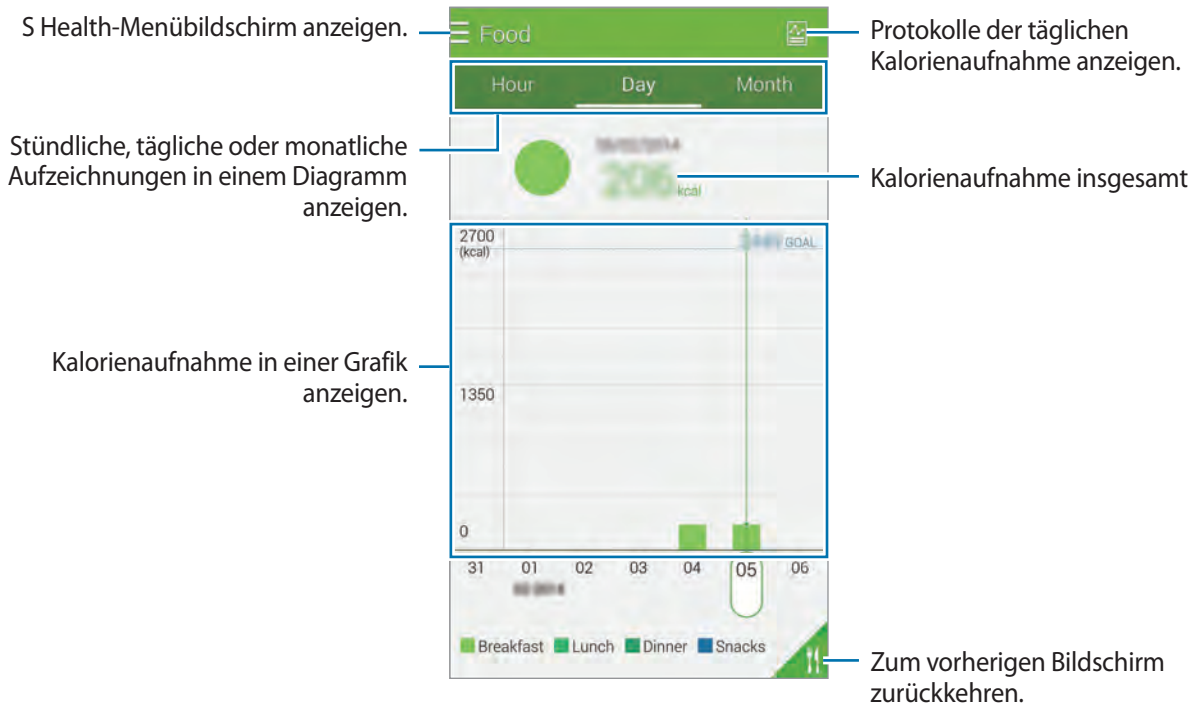 S Health-Menübildschirm anzeigen.
Food
Protokolle der täglichen
Kalorienaufnahme anzeigen.
Hour Day Month
Stündliche, tägliche oder monatliche
Aufzeichnungen in einem Diagramm
anzeigen.
kcal
Kalorienaufnahme insgesamt
2700
(kcal)
GOAL
Kalorienaufnahme in einer Grafik
anzeigen.
1350
0
31 01 02 03 04 05 06
Breakfast Lunch Dinner Snacks
Zum vorherigen Bildschirm
zurückkehren.